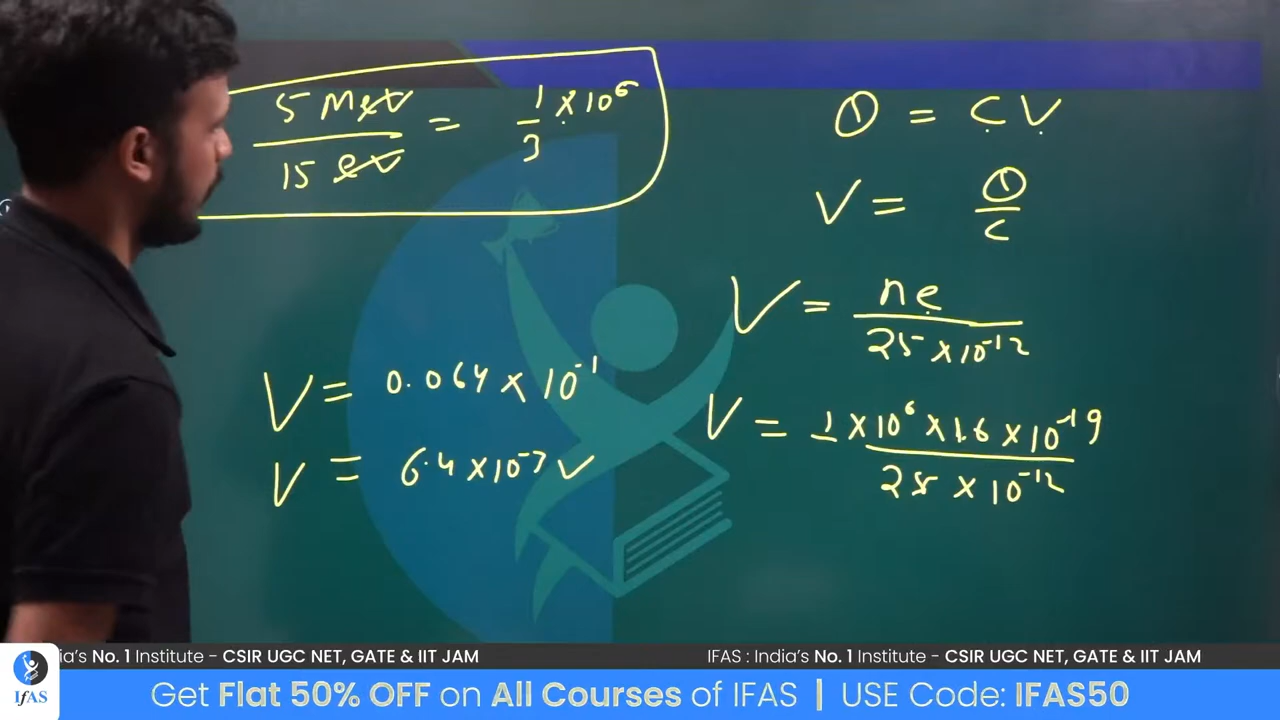 5 MeV / 15 eV = 1/3 × 10⁶
Q = CV
V = Q/C
V = ne / 25 × 10⁻¹²
V = 1 × 10⁶ × 1.6 × 10⁻¹⁹ / 25 × 10⁻¹²
V = 0.064 × 10⁻¹
V = 6.4 × 10⁻³ V
India's No. 1 Institute - CSIR UGC NET, GATE & IIT JAM
IFAS : India's No. 1 Institute - CSIR UGC NET, GATE & IIT JAM
IFAS
Get Flat 50% OFF on All Courses of IFAS | USE Code: IFAS50